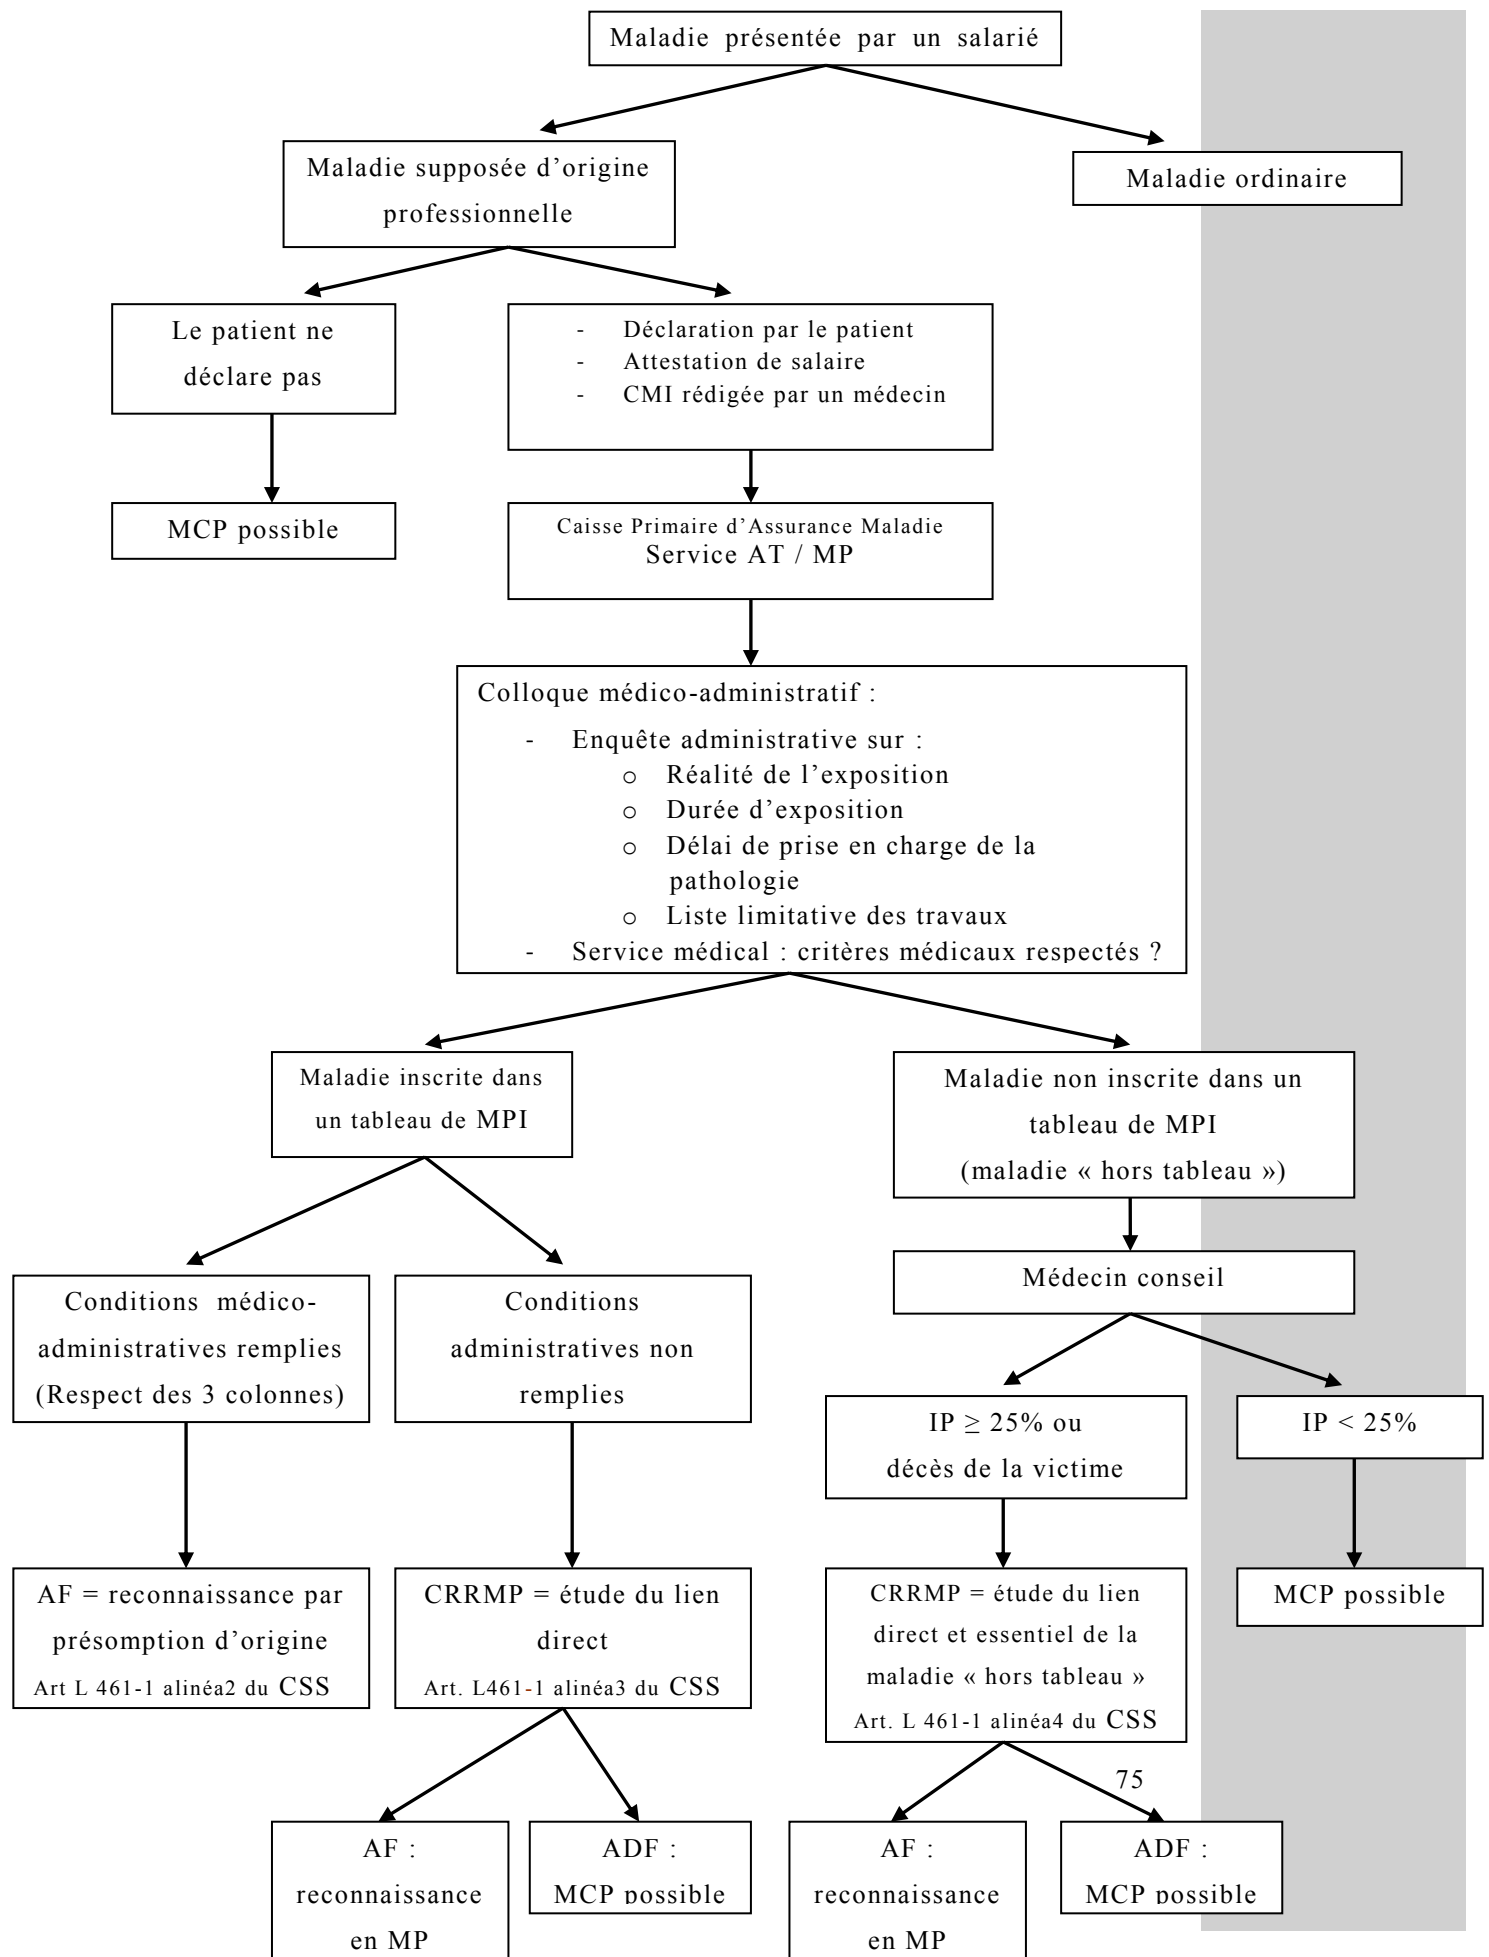 Maladie présentée par un salarié
Maladie supposée d’origine
professionnelle
Maladie ordinaire
Le patient ne
déclare pas
- Déclaration par le patient
- Attestation de salaire
- CMI rédigée par un médecin
MCP possible
Caisse Primaire d’Assurance Maladie
Service AT / MP
Colloque médico-administratif :
- Enquête administrative sur :
o Réalité de l’exposition
o Durée d’exposition
o Délai de prise en charge de la
pathologie
o Liste limitative des travaux
- Service médical : critères médicaux respectés ?
Maladie inscrite dans
un tableau de MPI
Maladie non inscrite dans un
tableau de MPI
(maladie « hors tableau »)
Médecin conseil
Conditions médico-
administratives remplies
(Respect des 3 colonnes)
Conditions
administratives non
remplies
IP ≥ 25% ou
décès de la victime
IP < 25%
AF = reconnaissance par
présomption d’origine
Art L 461-1 alinéa2 du CSS
CRRMP = étude du lien
direct
Art. L461-1 alinéa3 du CSS
CRRMP = étude du lien
direct et essentiel de la
maladie « hors tableau »
Art. L 461-1 alinéa4 du CSS
MCP possible
75
AF :
reconnaissance
en MP
ADF :
MCP possible
AF :
reconnaissance
en MP
ADF :
MCP possible